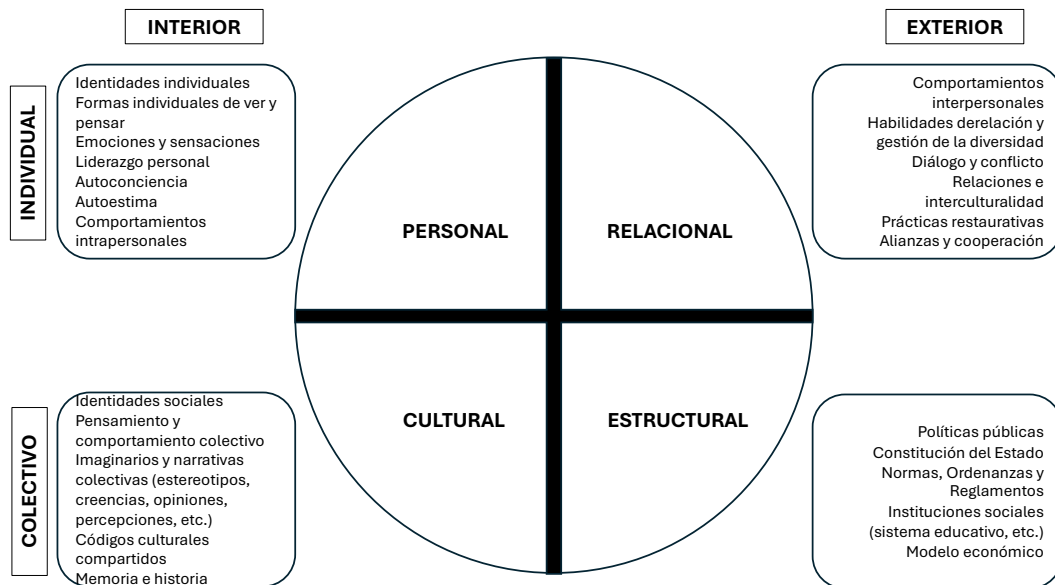 INTERIOR
EXTERIOR
INDIVIDUAL
Identidades individuales
Formas individuales de ver y
pensar
Emociones y sensaciones
Liderazgo personal
Autoconciencia
Autoestima
Comportamientos
intrapersonales
PERSONAL
RELACIONAL
Comportamientos
interpersonales
Habilidades derelación y
gestión de la diversidad
Diálogo y conflicto
Relaciones e
interculturalidad
Prácticas restaurativas
Alianzas y cooperación
COLECTIVO
Identidades sociales
Pensamiento y
comportamiento colectivo
Imaginarios y narrativas
colectivas (estereotipos,
creencias, opiniones,
percepciones, etc.)
Códigos culturales
compartidos
Memoria e historia
CULTURAL
ESTRUCTURAL
Políticas públicas
Constitución del Estado
Normas, Ordenanzas y
Reglamentos
Instituciones sociales
(sistema educativo, etc.)
Modelo económico